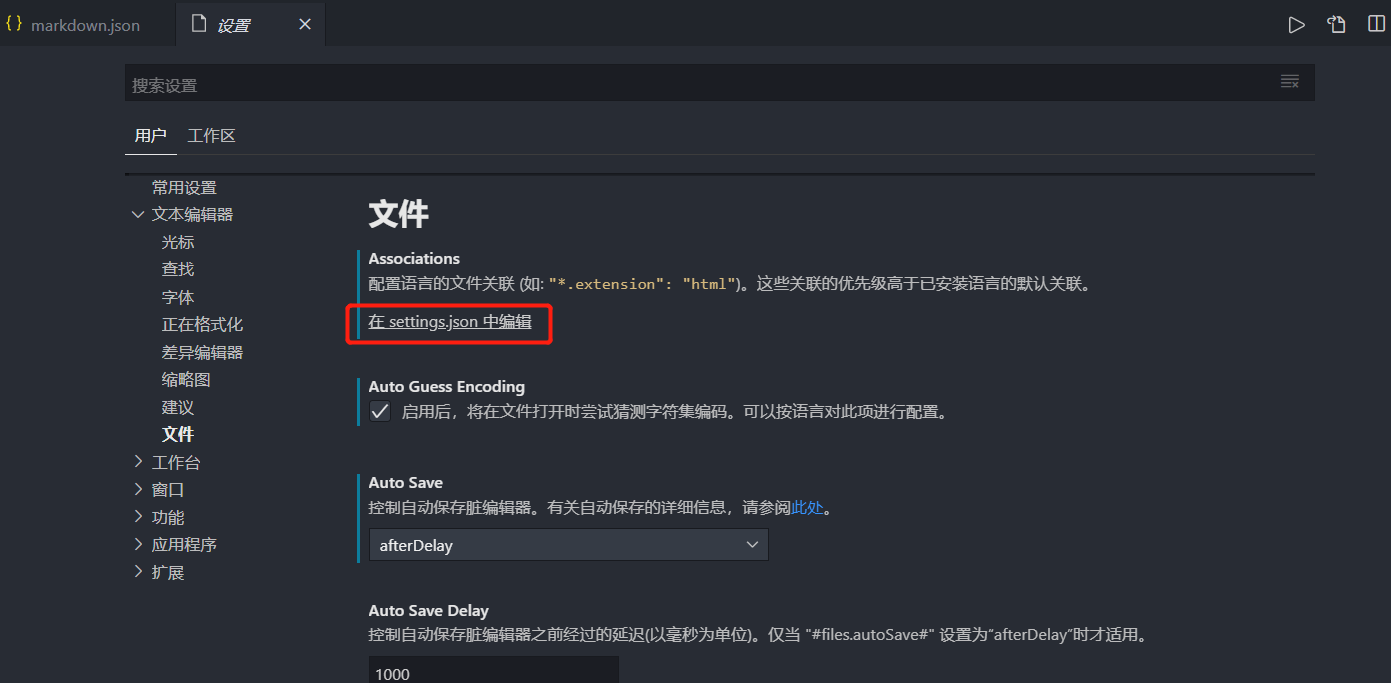 {} markdown.json
设置
搜索设置
用户 工作区
常用设置
文本编辑器
光标
查找
字体
正在格式化
差异编辑器
缩略图
建议
文件
工作台
窗口
功能
应用程序
扩展
文件
Associations
配置语言的文件关联 (如: "*.extension": "html")。这些关联的优先级高于已安装语言的默认关联。
在 settings.json 中编辑
Auto Guess Encoding
启用后，将在文件打开时尝试猜测字符集编码。可以按语言对此项进行配置。
Auto Save
控制自动保存脏编辑器。有关自动保存的详细信息，请参阅此处。
afterDelay
Auto Save Delay
控制自动保存脏编辑器之前经过的延迟(以毫秒为单位)。仅当 "#files.autoSave#" 设置为“afterDelay”时才适用。
1000